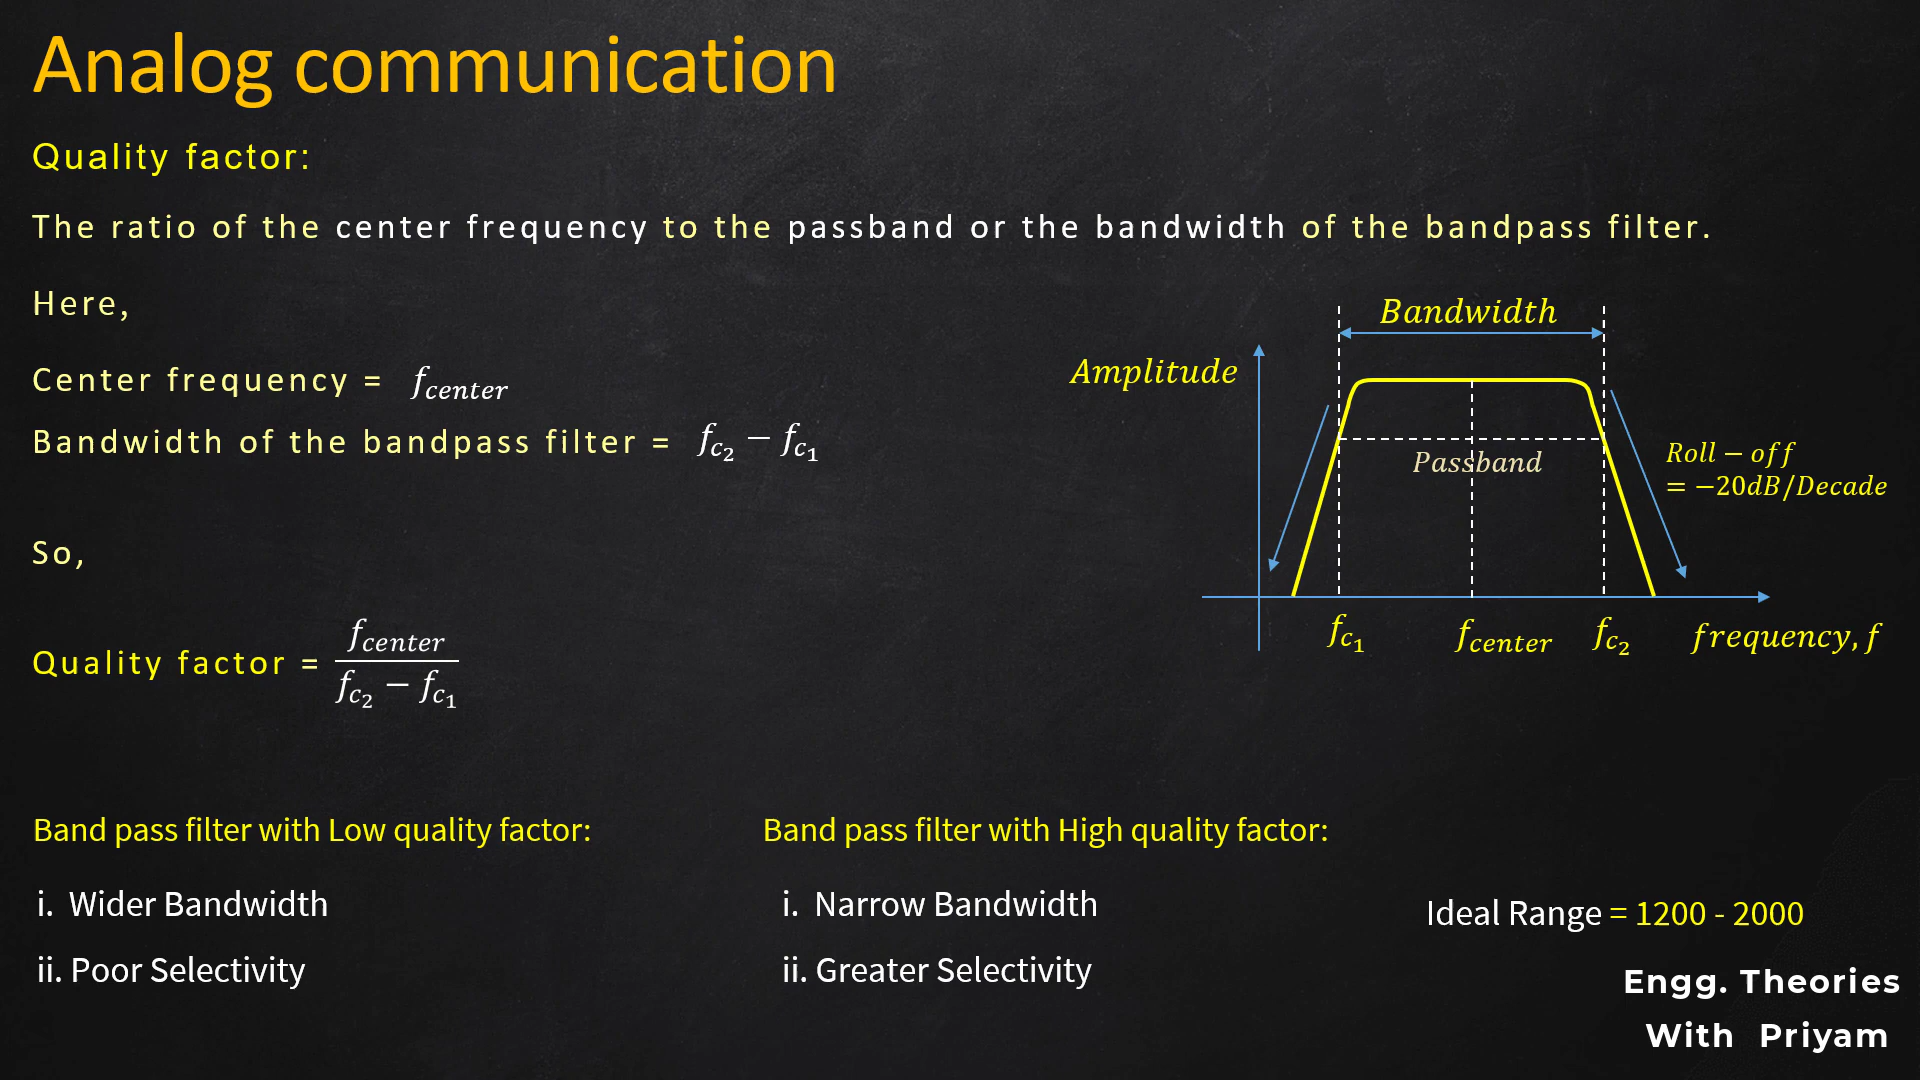 Analog communication
Quality factor:
The ratio of the center frequency to the passband or the bandwidth of the bandpass filter.
Here,
Center frequency = f_center
Bandwidth of the bandpass filter = f_c₂ − f_c₁
So,
Quality factor = f_center / (f_c₂ − f_c₁)
Bandwidth
Amplitude
Passband
Roll − off
= −20dB/Decade
f_c₁ f_center f_c₂ frequency, f
Band pass filter with Low quality factor:
i. Wider Bandwidth
ii. Poor Selectivity
Band pass filter with High quality factor:
i. Narrow Bandwidth
ii. Greater Selectivity
Ideal Range = 1200 - 2000
Engg. Theories
With Priyam